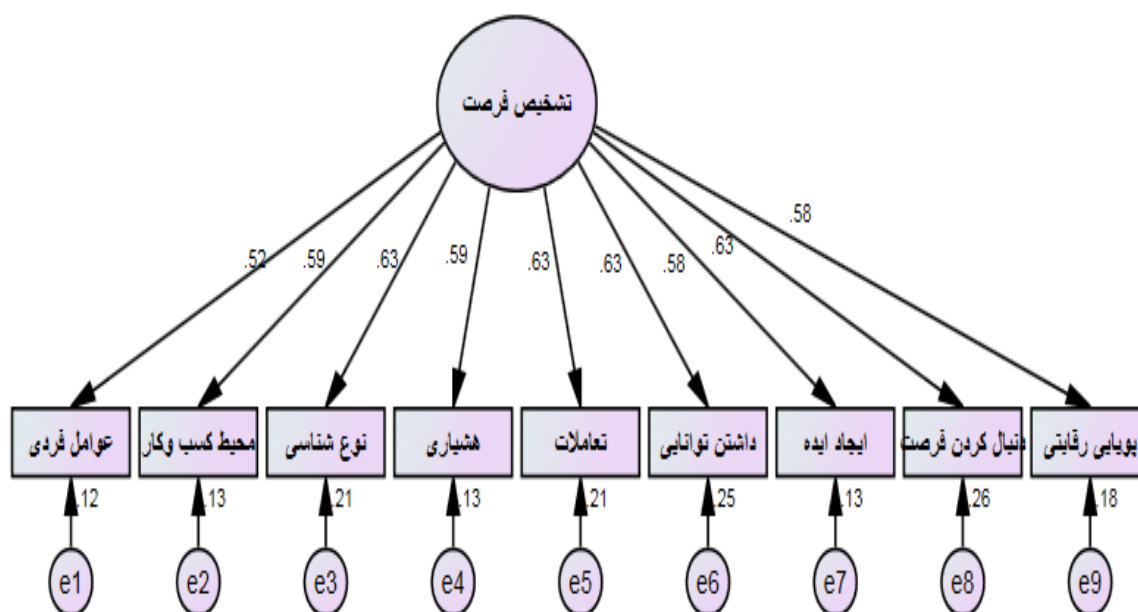 تشخیص فرصت
.52
.59
.63
.59
.63
.63
.58
.63
.58
عوامل فردی
محیط کسب وکار
نوع شناسی
هشیاری
تعاملات
داشتن توانایی
ایجاد ایده
دنبال کردن فرصت
پویایی رقابتی
.12
.13
.21
.13
.21
.25
.13
.26
.18
e1
e2
e3
e4
e5
e6
e7
e8
e9